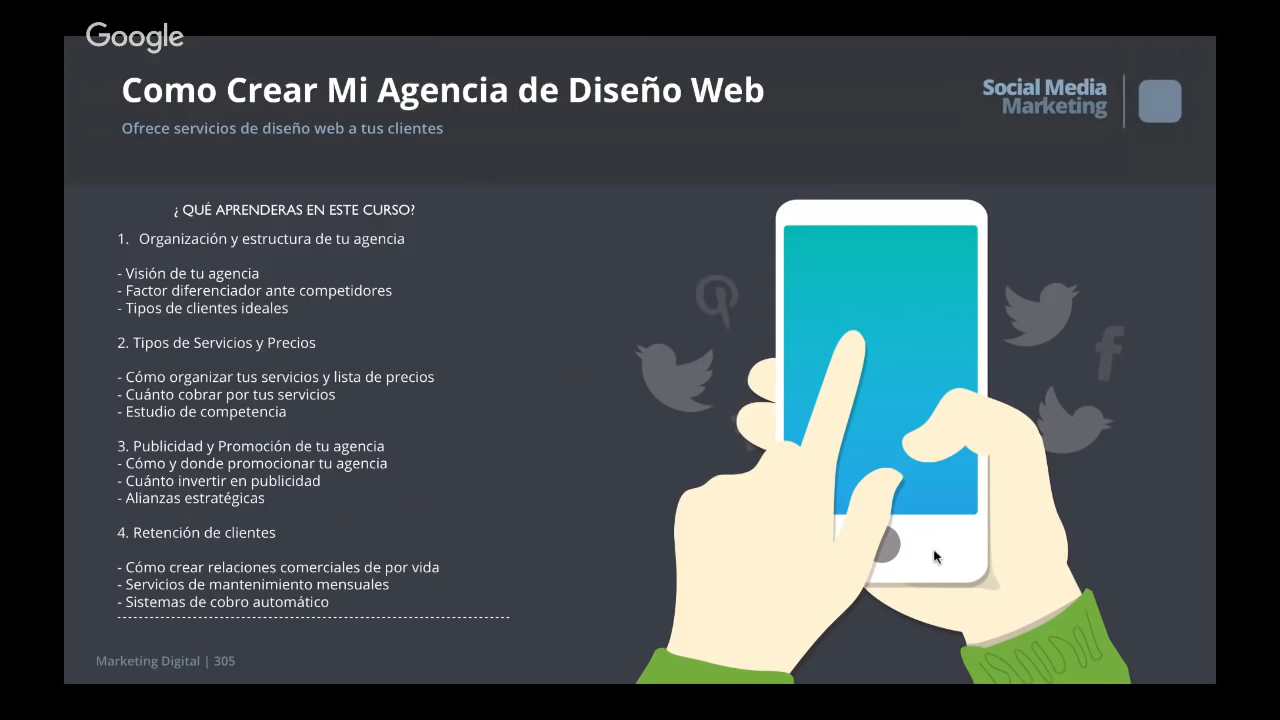 Google
Como Crear Mi Agencia de Diseño Web
Ofrece servicios de diseño web a tus clientes
Social Media
Marketing
¿ QUÉ APRENDERAS EN ESTE CURSO?
1. Organización y estructura de tu agencia
- Visión de tu agencia
- Factor diferenciador ante competidores
- Tipos de clientes ideales
2. Tipos de Servicios y Precios
- Cómo organizar tus servicios y lista de precios
- Cuánto cobrar por tus servicios
- Estudio de competencia
3. Publicidad y Promoción de tu agencia
- Cómo y donde promocionar tu agencia
- Cuánto invertir en publicidad
- Alianzas estratégicas
4. Retención de clientes
- Cómo crear relaciones comerciales de por vida
- Servicios de mantenimiento mensuales
- Sistemas de cobro automático
Marketing Digital | 305